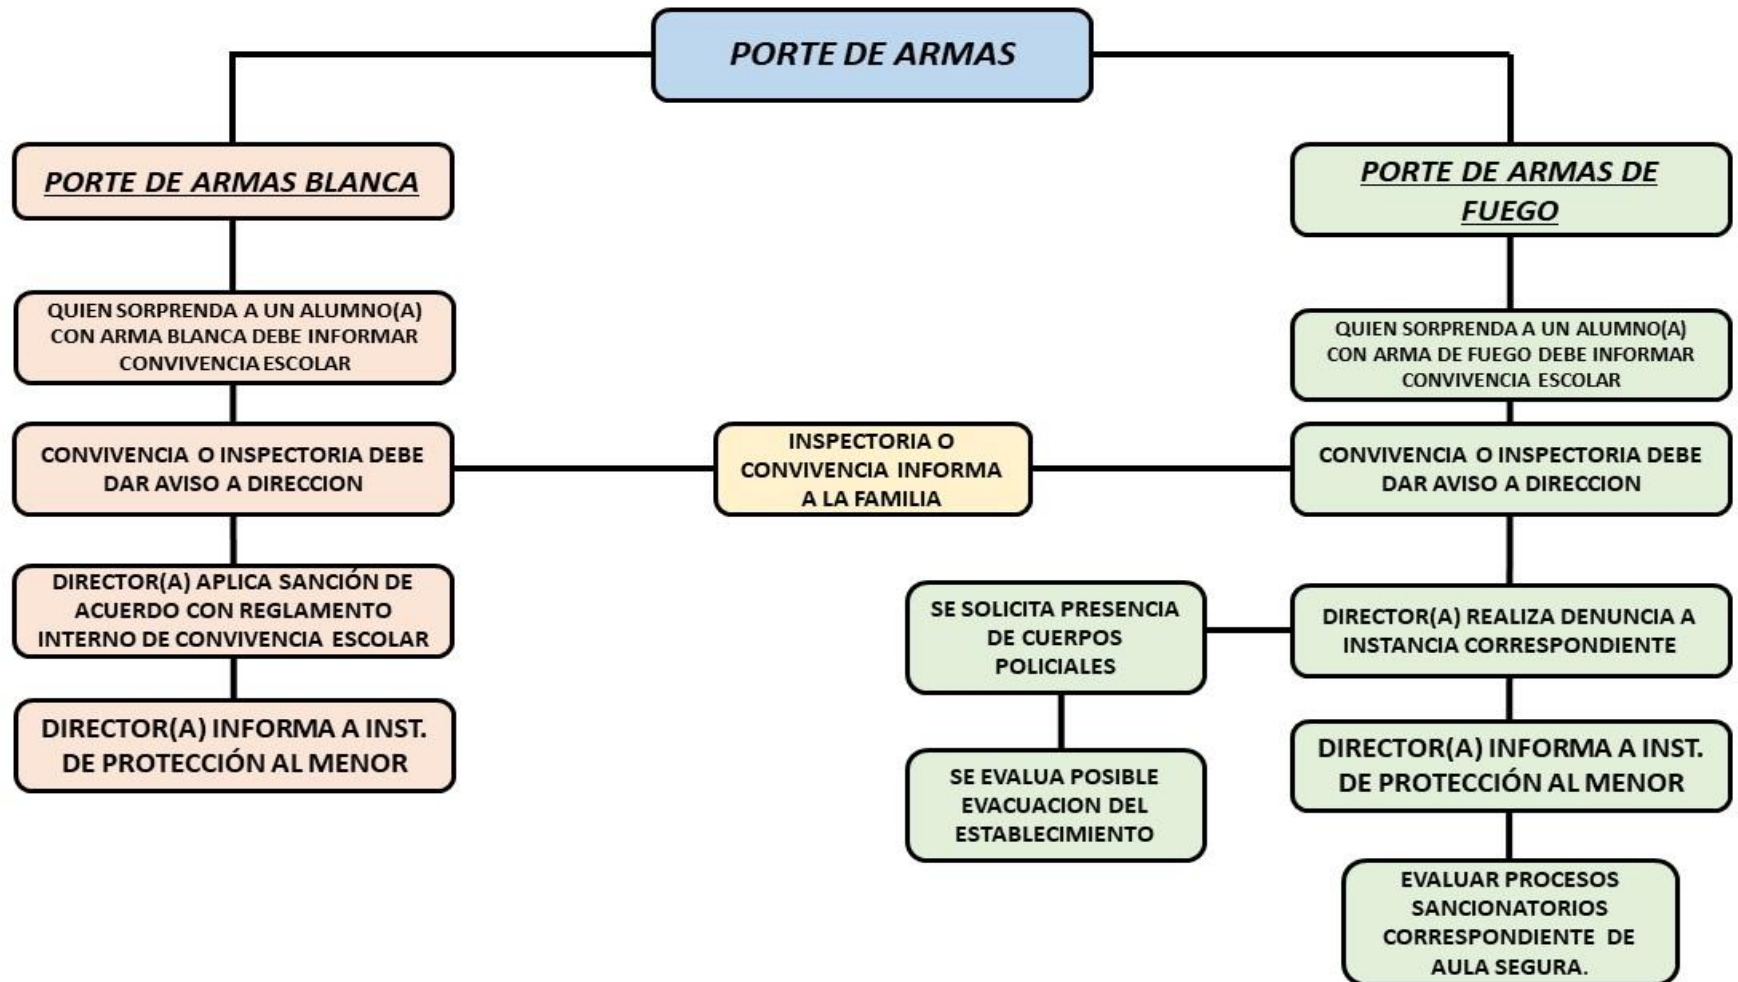 PORTE DE ARMAS
PORTE DE ARMAS BLANCA
QUIEN SORPRENDA A UN ALUMNO(A)
CON ARMA BLANCA DEBE INFORMAR
CONVIVENCIA ESCOLAR
CONVIVENCIA O INSPECTORIA DEBE
DAR AVISO A DIRECCION
DIRECTOR(A) APLICA SANCIÓN DE
ACUERDO CON REGLAMENTO
INTERNO DE CONVIVENCIA ESCOLAR
DIRECTOR(A) INFORMA A INST.
DE PROTECCIÓN AL MENOR
INSPECTORIA O
CONVIVENCIA INFORMA
A LA FAMILIA
PORTE DE ARMAS DE
FUEGO
QUIEN SORPRENDA A UN ALUMNO(A)
CON ARMA DE FUEGO DEBE INFORMAR
CONVIVENCIA ESCOLAR
CONVIVENCIA O INSPECTORIA DEBE
DAR AVISO A DIRECCION
DIRECTOR(A) REALIZA DENUNCIA A
INSTANCIA CORRESPONDIENTE
SE SOLICITA PRESENCIA
DE CUERPOS
POLICIALES
SE EVALUA POSIBLE
EVACUACION DEL
ESTABLECIMIENTO
DIRECTOR(A) INFORMA A INST.
DE PROTECCIÓN AL MENOR
EVALUAR PROCESOS
SANCIONATORIOS
CORRESPONDIENTE DE
AULA SEGURA.